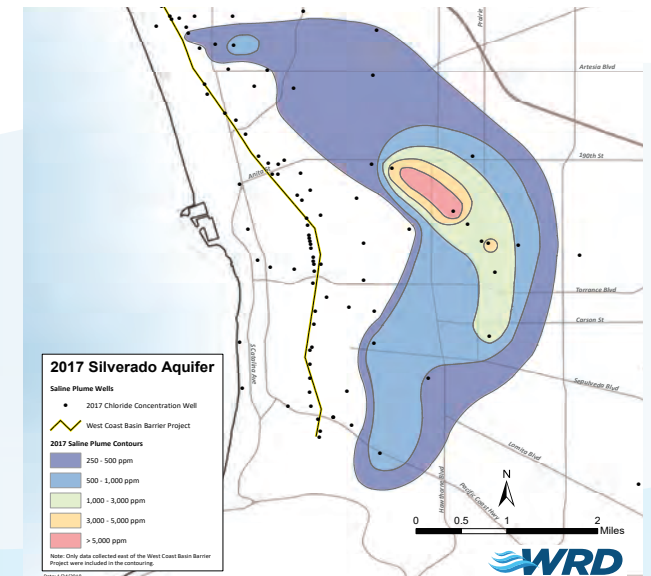 Prairie
Artesia Blvd
190th St
Anita St
Torrance Blvd
Carson St
S Catalina Ave
Sepulveda Blvd
Lomita Blvd
Hawthorne Blvd
Pacific Coast Hwy
2017 Silverado Aquifer
Saline Plume Wells
2017 Chloride Concentration Well
West Coast Basin Barrier Project
2017 Saline Plume Contours
250 - 500 ppm
500 - 1,000 ppm
1,000 - 3,000 ppm
3,000 - 5,000 ppm
> 5,000 ppm
Note: Only data collected east of the West Coast Basin Barrier
Project were included in the contouring.
N
0 0.5 1 2
Miles
WRD